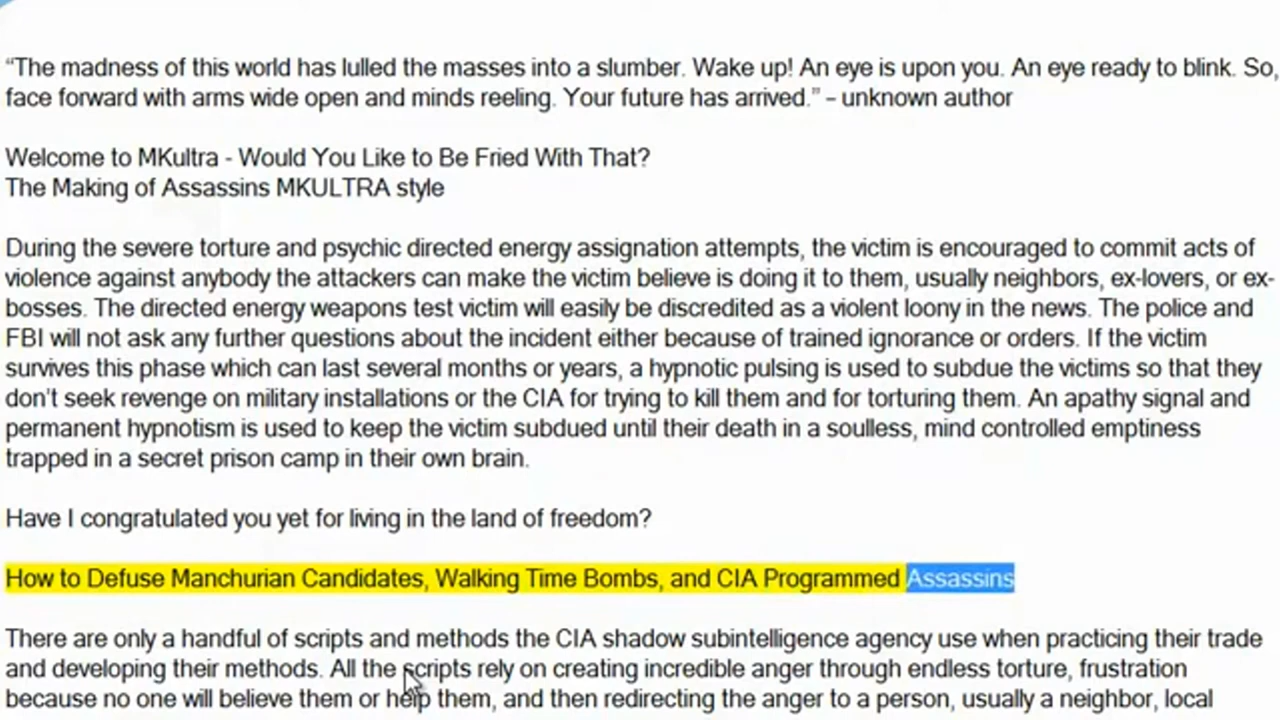 “The madness of this world has lulled the masses into a slumber. Wake up! An eye is upon you. An eye ready to blink. So,
face forward with arms wide open and minds reeling. Your future has arrived.” – unknown author
Welcome to MKultra - Would You Like to Be Fried With That?
The Making of Assassins MKULTRA style
During the severe torture and psychic directed energy assignation attempts, the victim is encouraged to commit acts of
violence against anybody the attackers can make the victim believe is doing it to them, usually neighbors, ex-lovers, or ex-
bosses. The directed energy weapons test victim will easily be discredited as a violent loony in the news. The police and
FBI will not ask any further questions about the incident either because of trained ignorance or orders. If the victim
survives this phase which can last several months or years, a hypnotic pulsing is used to subdue the victims so that they
don’t seek revenge on military installations or the CIA for trying to kill them and for torturing them. An apathy signal and
permanent hypnotism is used to keep the victim subdued until their death in a soulless, mind controlled emptiness
trapped in a secret prison camp in their own brain.
Have I congratulated you yet for living in the land of freedom?
How to Defuse Manchurian Candidates, Walking Time Bombs, and CIA Programmed Assassins
There are only a handful of scripts and methods the CIA shadow subintelligence agency use when practicing their trade
and developing their methods. All the scripts rely on creating incredible anger through endless torture, frustration
because no one will believe them or help them, and then redirecting the anger to a person, usually a neighbor, local